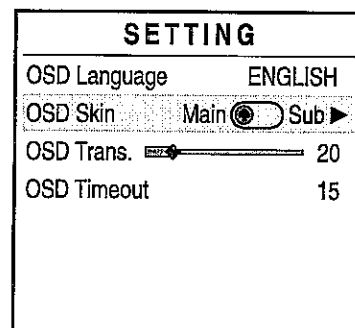 SETTING
OSD Language ENGLISH
OSD Skin Main Sub ▶
OSD Trans. 20
OSD Timeout 15